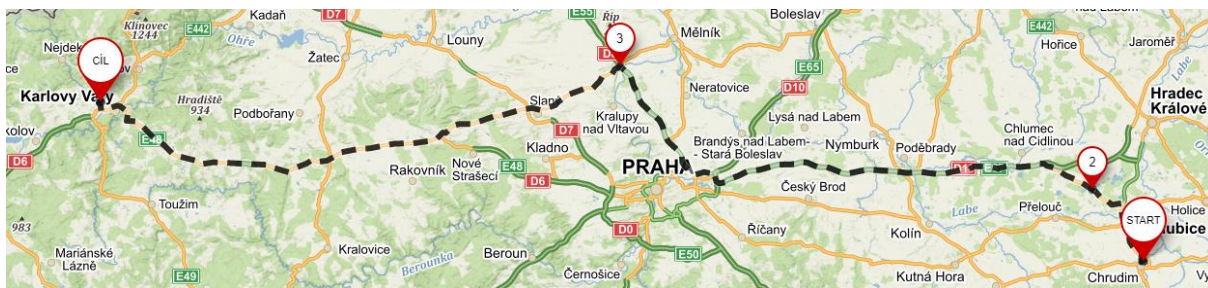 Klínovec
1244
Kadaň
D7
E55
Říp
Mělník
Boleslav
nad Labem
Jaroměř
E442
Ohře
Nejdek
CÍL
Karlovy Vary
Hradiště
934
Podbořany
Žatec
Louny
3
Slaný
Kralupy
nad Vltavou
Neratovice
E65
D10
Lysá nad Labem
Brandýs nad Labem-
- Stará Boleslav
Nymburk
Poděbrady
Chlumec
nad Cidlinou
E442
Hořice
Labe
Hradec
Králové
D6
E48
Toužim
Rakovník
Nové
Strašecí
Kladno
D7
E48
D6
PRAHA
Český Brod
D11
2
Přelouč
Labe
START
Holice
Kolín
983
Mariánské
Lázně
E49
Kralovice
Berounka
Beroun
D0
Říčany
E50
Černošice
Kutná Hora
Chrudim